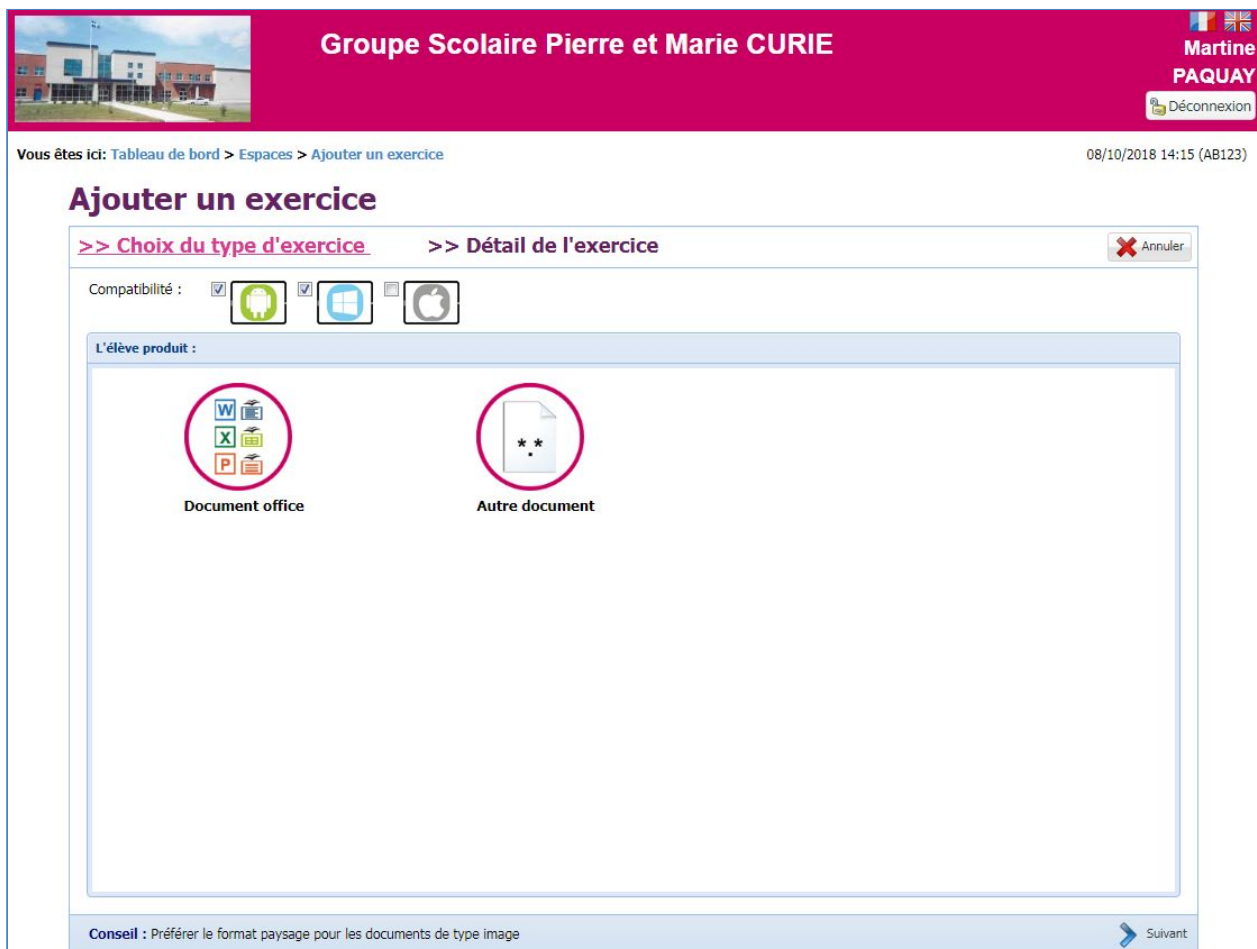 Groupe Scolaire Pierre et Marie CURIE
Martine
PAQUAY
Déconnexion
Vous êtes ici: Tableau de bord > Espaces > Ajouter un exercice
08/10/2018 14:15 (AB123)
Ajouter un exercice
>> Choix du type d'exercice
>> Détail de l'exercice
Annuler
Compatibilité :
L'élève produit :
W
X
P
*.*
Document office
Autre document
Conseil : Préférer le format paysage pour les documents de type image
Suivant